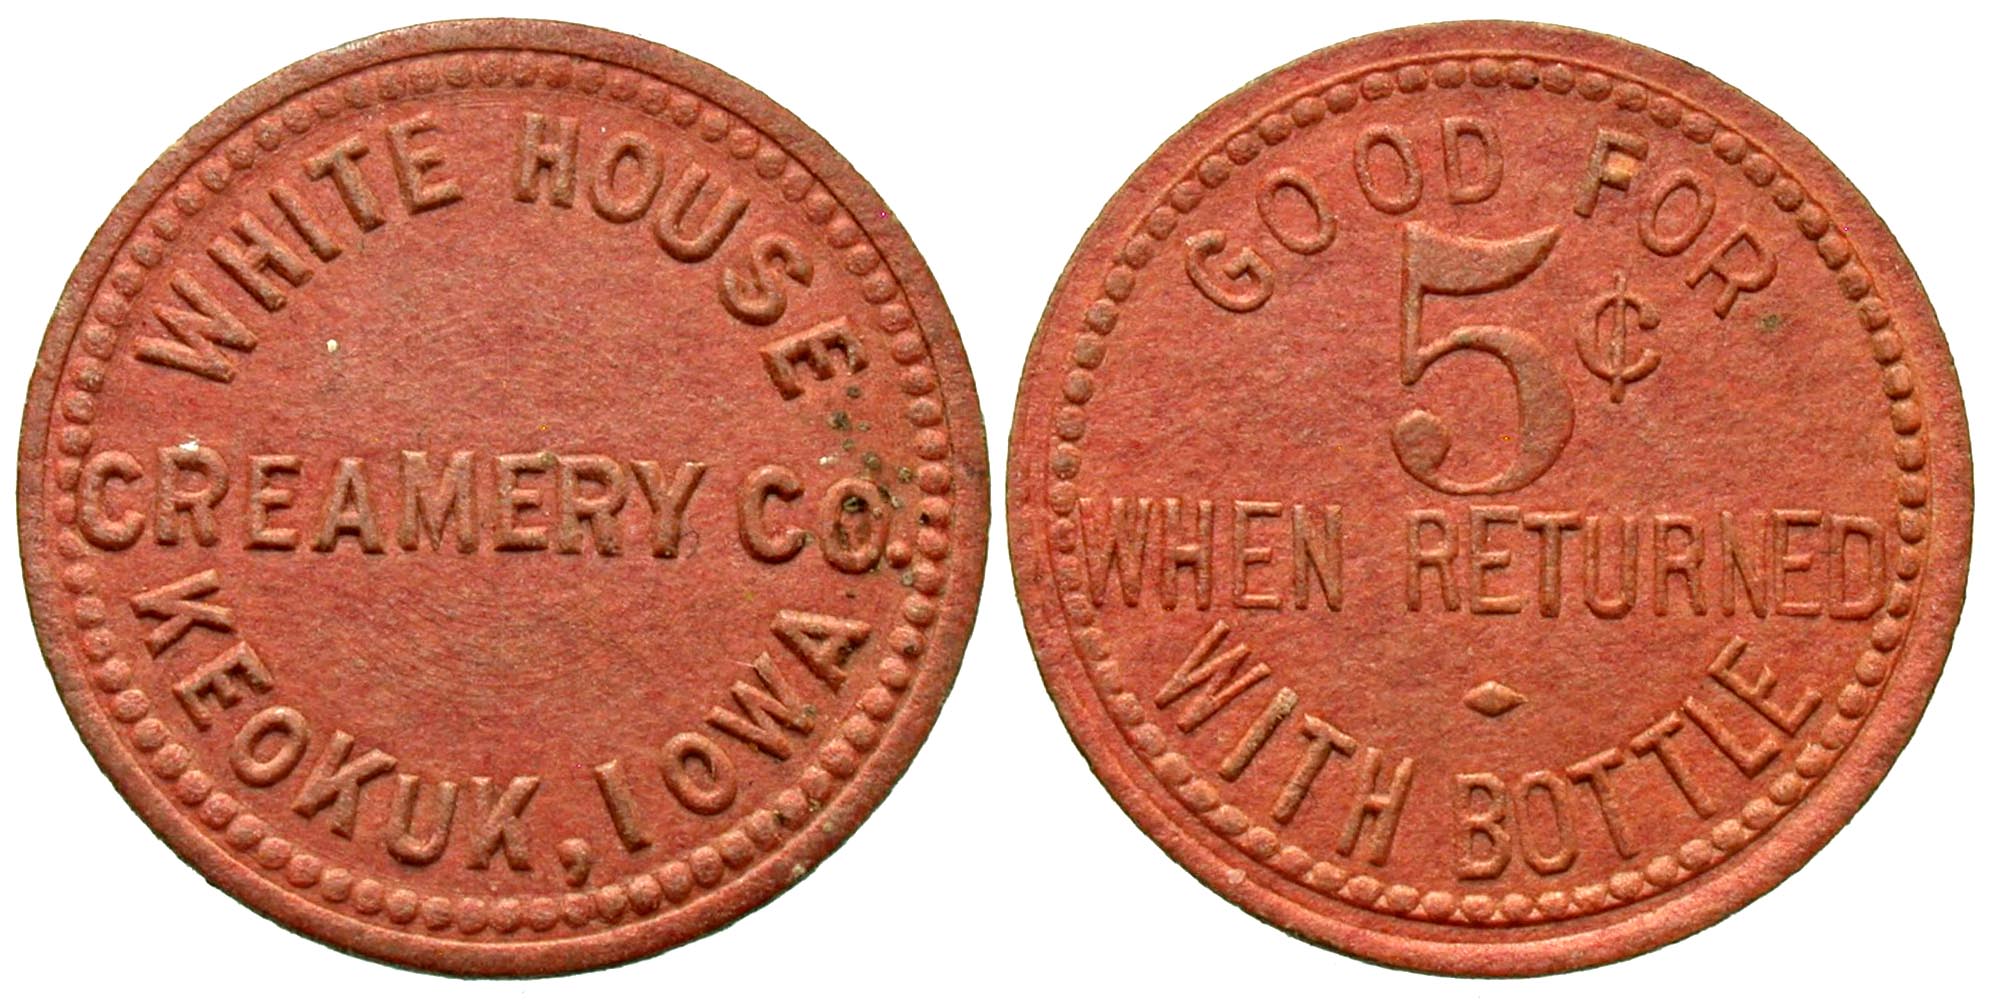 WHITE HOUSE
CREAMERY CO.
KEOKUK, IOWA
GOOD FOR
5¢
WHEN RETURNED
WITH BOTTLE